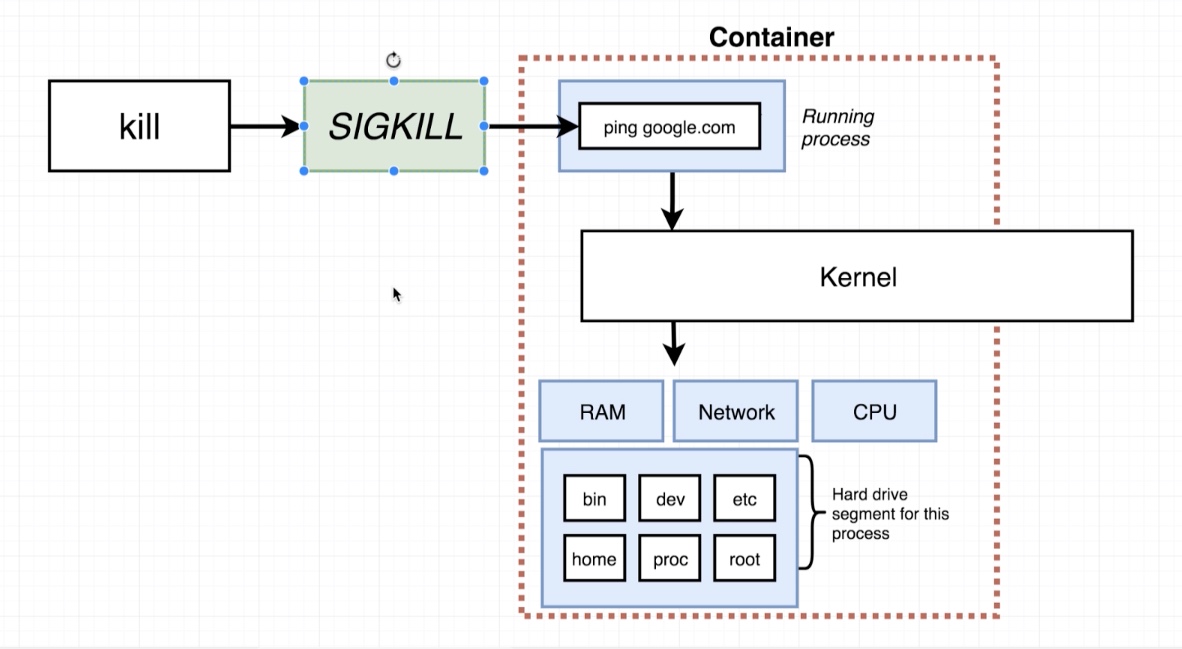 Container
kill
SIGKILL
ping google.com
Running
process
Kernel
RAM
Network
CPU
bin
dev
etc
home
proc
root
Hard drive
segment for this
process